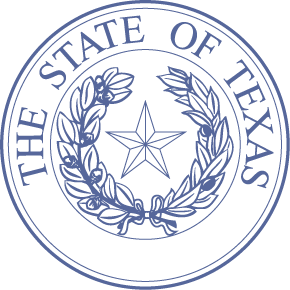 THE STATE OF TEXAS